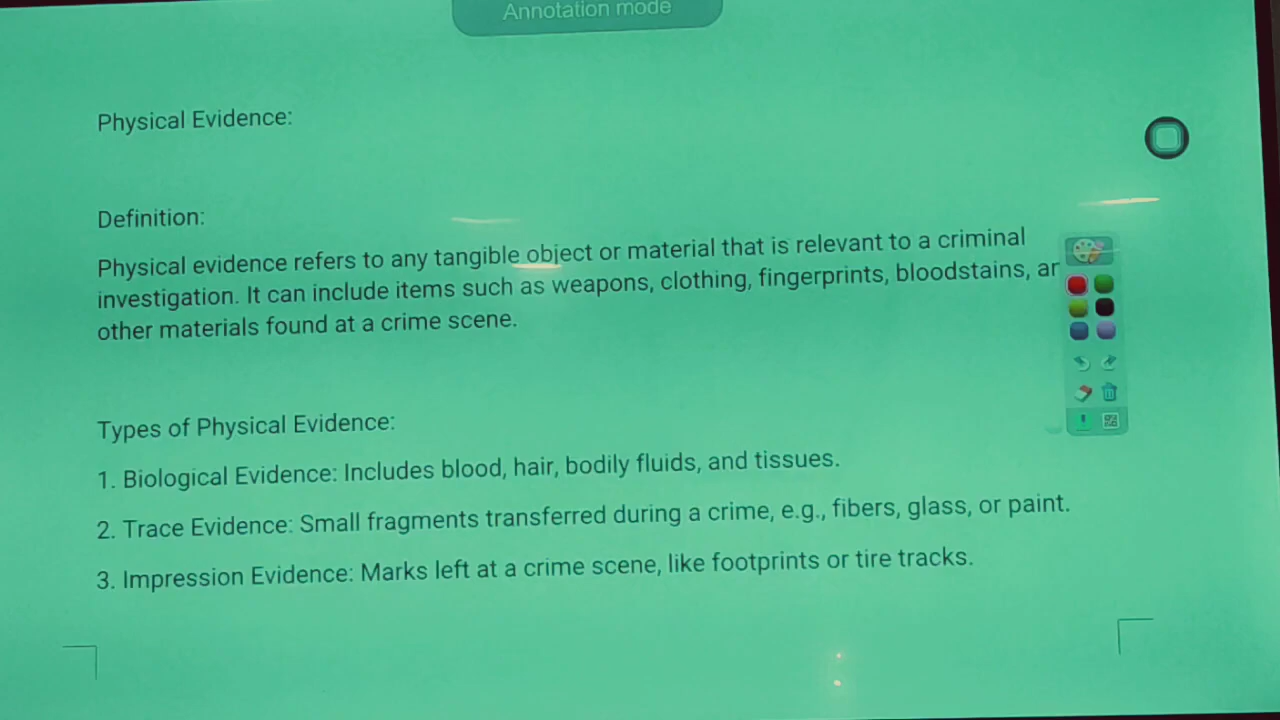 Annotation mode
Physical Evidence:
Definition:
Physical evidence refers to any tangible object or material that is relevant to a criminal
investigation. It can include items such as weapons, clothing, fingerprints, bloodstains,
other materials found at a crime scene.
Types of Physical Evidence:
1. Biological Evidence: Includes blood, hair, bodily fluids, and tissues.
2. Trace Evidence: Small fragments transferred during a crime, e.g., fibers, glass, or paint.
3. Impression Evidence: Marks left at a crime scene, like footprints or tire tracks.